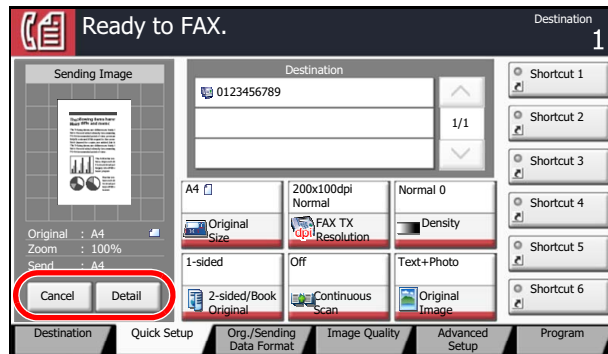 Ready to FAX.
Destination
1
Sending Image
Original : A4
Zoom : 100%
Send : A4
Cancel
Detail
Destination
0123456789
1/1
A4
Original
Size
200x100dpi
Normal
dpi
FAX TX
Resolution
Normal 0
Density
1-sided
2-sided/Book
Original
Off
Continuous
Scan
Text+Photo
Original
Image
Shortcut 1
Shortcut 2
Shortcut 3
Shortcut 4
Shortcut 5
Shortcut 6
Destination
Quick Setup
Org./Sending
Data Format
Image Quality
Advanced
Setup
Program